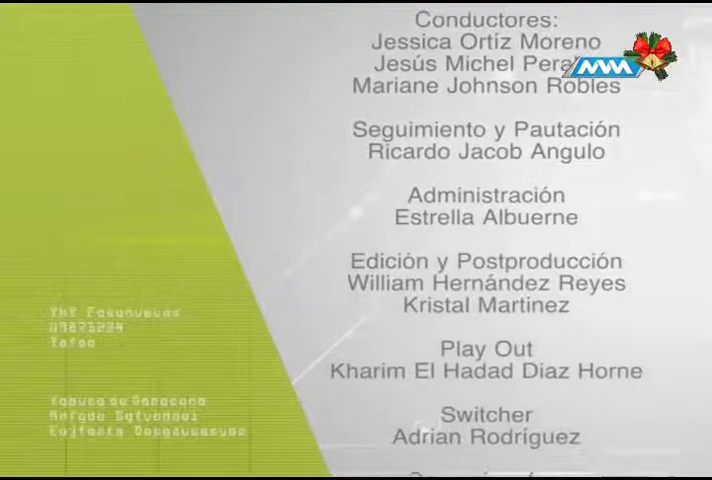 Conductores:
Jessica Ortíz Moreno
Jesús Michel
Mariane Johnson Robles
Seguimiento y Pautación
Ricardo Jacob Angulo
Administración
Estrella Albuerne
Edición y Postproducción
William Hernández Reyes
Kristal Martinez
Play Out
Kharim El Hadad Diaz Horne
Switcher
Adrian Rodríguez